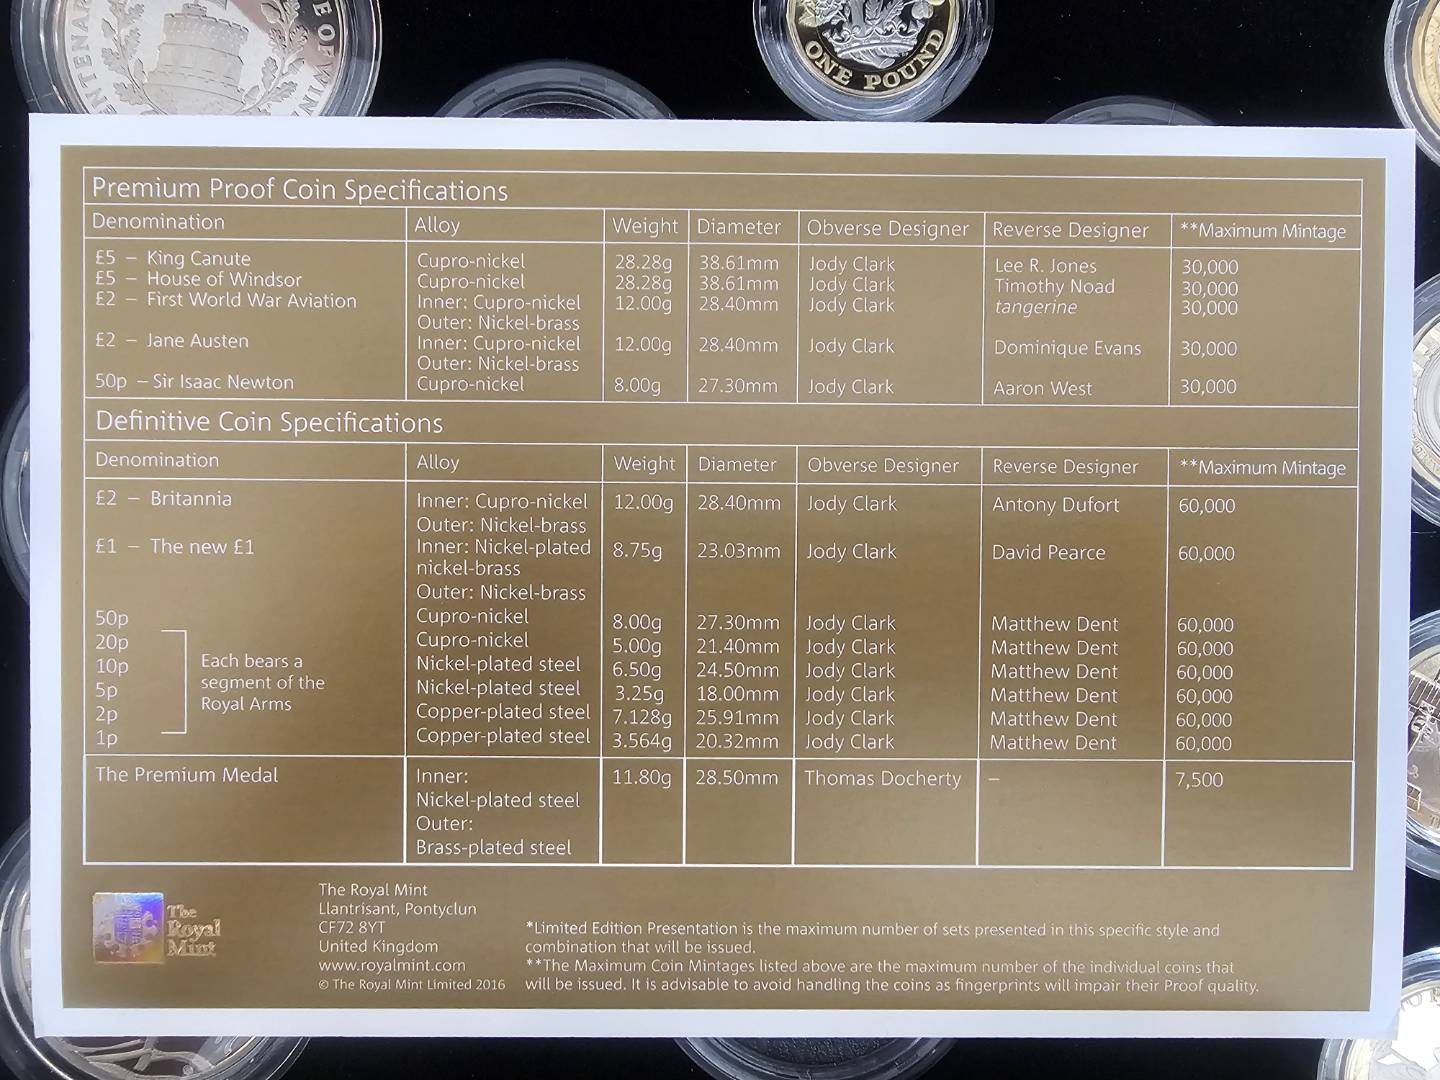 CENTENAR
E OF WIN
ONE POUND
Premium Proof Coin Specifications
Denomination Alloy Weight Diameter Obverse Designer Reverse Designer **Maximum Mintage
£5 – King Canute Cupro-nickel 28.28g 38.61mm Jody Clark Lee R. Jones 30,000
£5 – House of Windsor Cupro-nickel 28.28g 38.61mm Jody Clark Timothy Noad 30,000
£2 – First World War Aviation Inner: Cupro-nickel 12.00g 28.40mm Jody Clark tangerine 30,000
Outer: Nickel-brass
£2 – Jane Austen Inner: Cupro-nickel 12.00g 28.40mm Jody Clark Dominique Evans 30,000
Outer: Nickel-brass
50p – Sir Isaac Newton Cupro-nickel 8.00g 27.30mm Jody Clark Aaron West 30,000
Definitive Coin Specifications
Denomination Alloy Weight Diameter Obverse Designer Reverse Designer **Maximum Mintage
£2 – Britannia Inner: Cupro-nickel 12.00g 28.40mm Jody Clark Antony Dufort 60,000
Outer: Nickel-brass
£1 – The new £1 Inner: Nickel-plated 8.75g 23.03mm Jody Clark David Pearce 60,000
nickel-brass
Outer: Nickel-brass
50p Cupro-nickel 8.00g 27.30mm Jody Clark Matthew Dent 60,000
20p Cupro-nickel 5.00g 21.40mm Jody Clark Matthew Dent 60,000
10p Each bears a Nickel-plated steel 6.50g 24.50mm Jody Clark Matthew Dent 60,000
5p segment of the Nickel-plated steel 3.25g 18.00mm Jody Clark Matthew Dent 60,000
2p Royal Arms Copper-plated steel 7.128g 25.91mm Jody Clark Matthew Dent 60,000
1p Copper-plated steel 3.564g 20.32mm Jody Clark Matthew Dent 60,000
The Premium Medal Inner: 11.80g 28.50mm Thomas Docherty – 7,500
Nickel-plated steel
Outer:
Brass-plated steel
The
Royal
Mint
The Royal Mint
Llantrisant, Pontyclun
CF72 8YT
United Kingdom
www.royalmint.com
© The Royal Mint Limited 2016
*Limited Edition Presentation is the maximum number of sets presented in this specific style and
combination that will be issued.
**The Maximum Coin Mintages listed above are the maximum number of the individual coins that
will be issued. It is advisable to avoid handling the coins as fingerprints will impair their Proof quality.